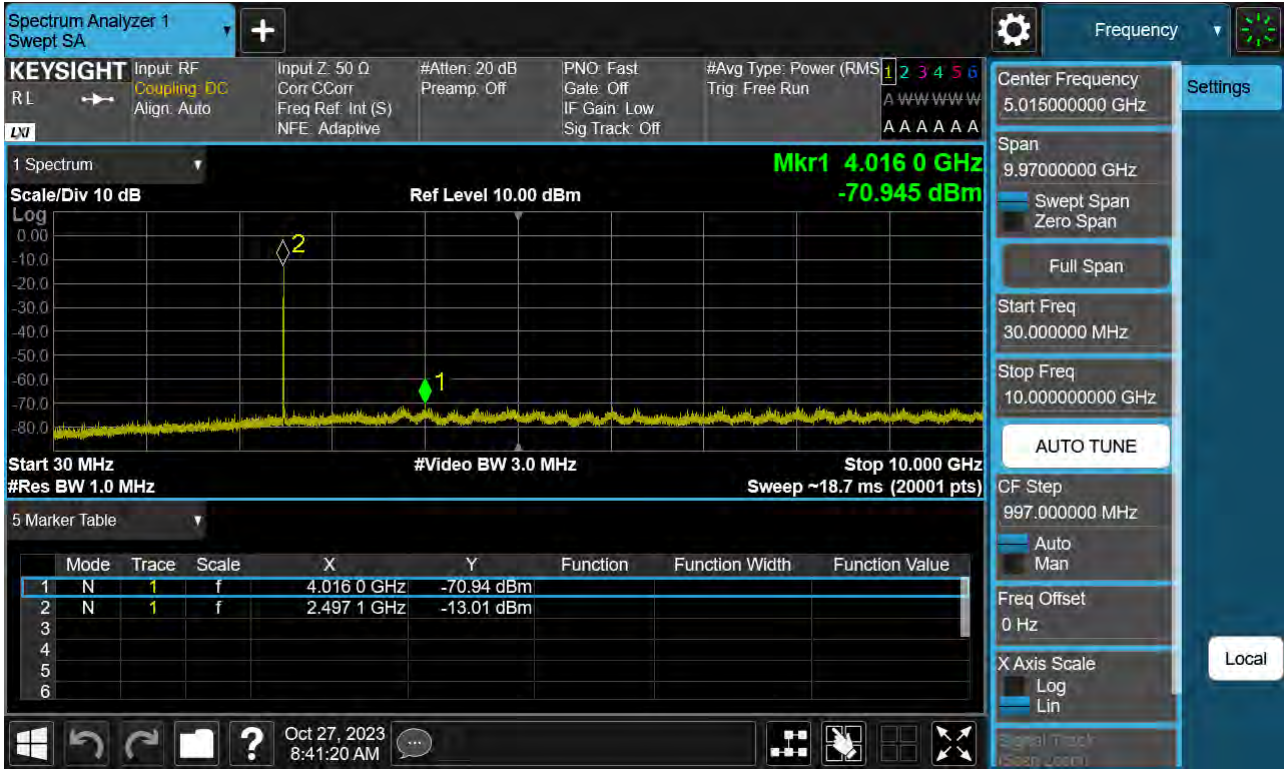 Spectrum Analyzer 1
Swept SA
+
Frequency
KEYSIGHT
R L
LXI
Input: RF
Coupling: DC
Align: Auto
Input Z: 50 Ω
Corr CCorr
Freq Ref: Int (S)
NFE: Adaptive
#Atten: 20 dB
Preamp: Off
PNO: Fast
Gate: Off
IF Gain: Low
Sig Track: Off
#Avg Type: Power (RMS
Trig: Free Run
1 2 3 4 5 6
A W W W W W
A A A A A A
1 Spectrum
Mkr1 4.016 0 GHz
-70.945 dBm
Scale/Div 10 dB
Ref Level 10.00 dBm
Log
0.00
-10.0
-20.0
-30.0
-40.0
-50.0
-60.0
-70.0
-80.0
2
1
Start 30 MHz
#Video BW 3.0 MHz
Stop 10.000 GHz
#Res BW 1.0 MHz
Sweep ~18.7 ms (20001 pts)
5 Marker Table
Mode Trace Scale X Y Function Function Width Function Value
1 N 1 f 4.016 0 GHz -70.94 dBm
2 N 1 f 2.497 1 GHz -13.01 dBm
3
4
5
6
?
Oct 27, 2023
8:41:20 AM
Center Frequency
5.015000000 GHz
Settings
Span
9.97000000 GHz
Swept Span
Zero Span
Full Span
Start Freq
30.000000 MHz
Stop Freq
10.000000000 GHz
AUTO TUNE
CF Step
997.000000 MHz
Auto
Man
Freq Offset
0 Hz
X Axis Scale
Log
Lin
Signal Track
(Span Zoom)
Local